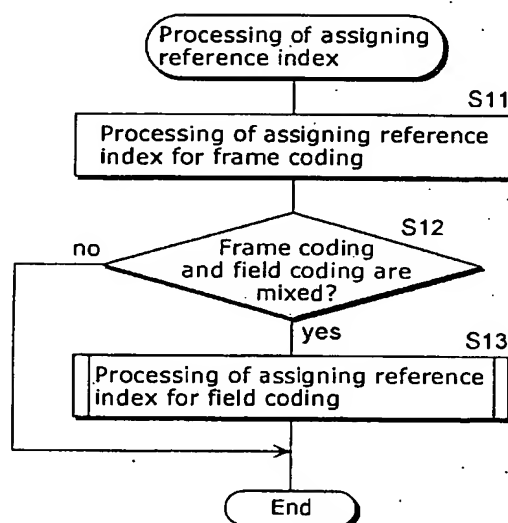 Processing of assigning
reference index
S11
Processing of assigning reference
index for frame coding
S12
no
Frame coding
and field coding are
mixed?
yes
S13
Processing of assigning reference
index for field coding
End